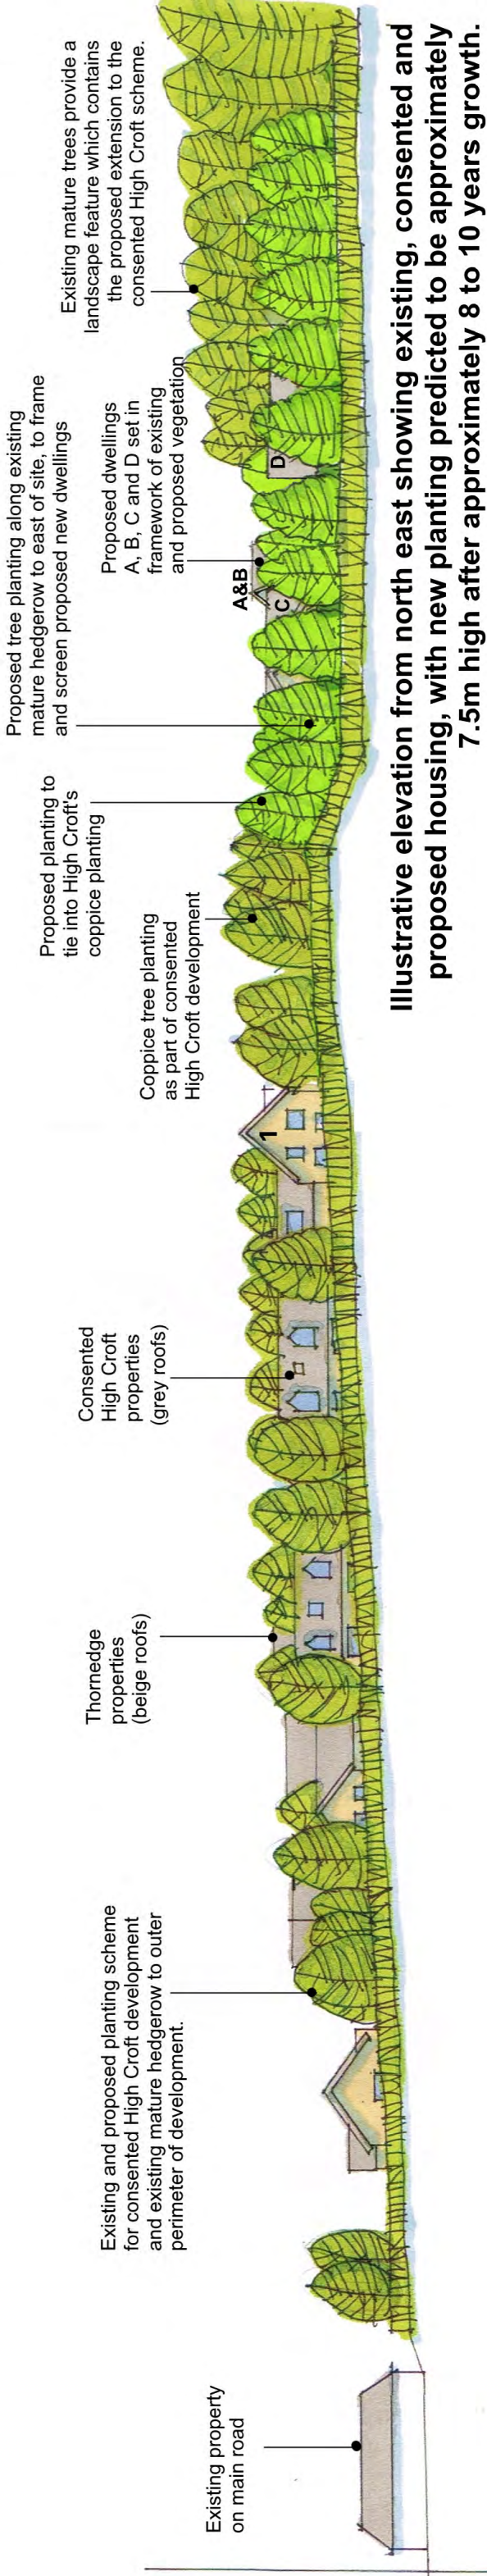 Existing property
on main road
Existing and proposed planting scheme
for consented High Croft development
and existing mature hedgerow to outer
perimeter of development.
Thornedge
properties
(beige roofs)
Consented
High Croft
properties
(grey roofs)
1
Coppice tree planting
as part of consented
High Croft development
Proposed planting to
tie into High Croft's
coppice planting
Proposed tree planting along existing
mature hedgerow to east of site, to frame
and screen proposed new dwellings
Proposed dwellings
A, B, C and D set in
framework of existing
and proposed vegetation
A&B
C
D
Existing mature trees provide a
landscape feature which contains
the proposed extension to the
consented High Croft scheme.
Illustrative elevation from north east showing existing, consented and
proposed housing, with new planting predicted to be approximately
7.5m high after approximately 8 to 10 years growth.